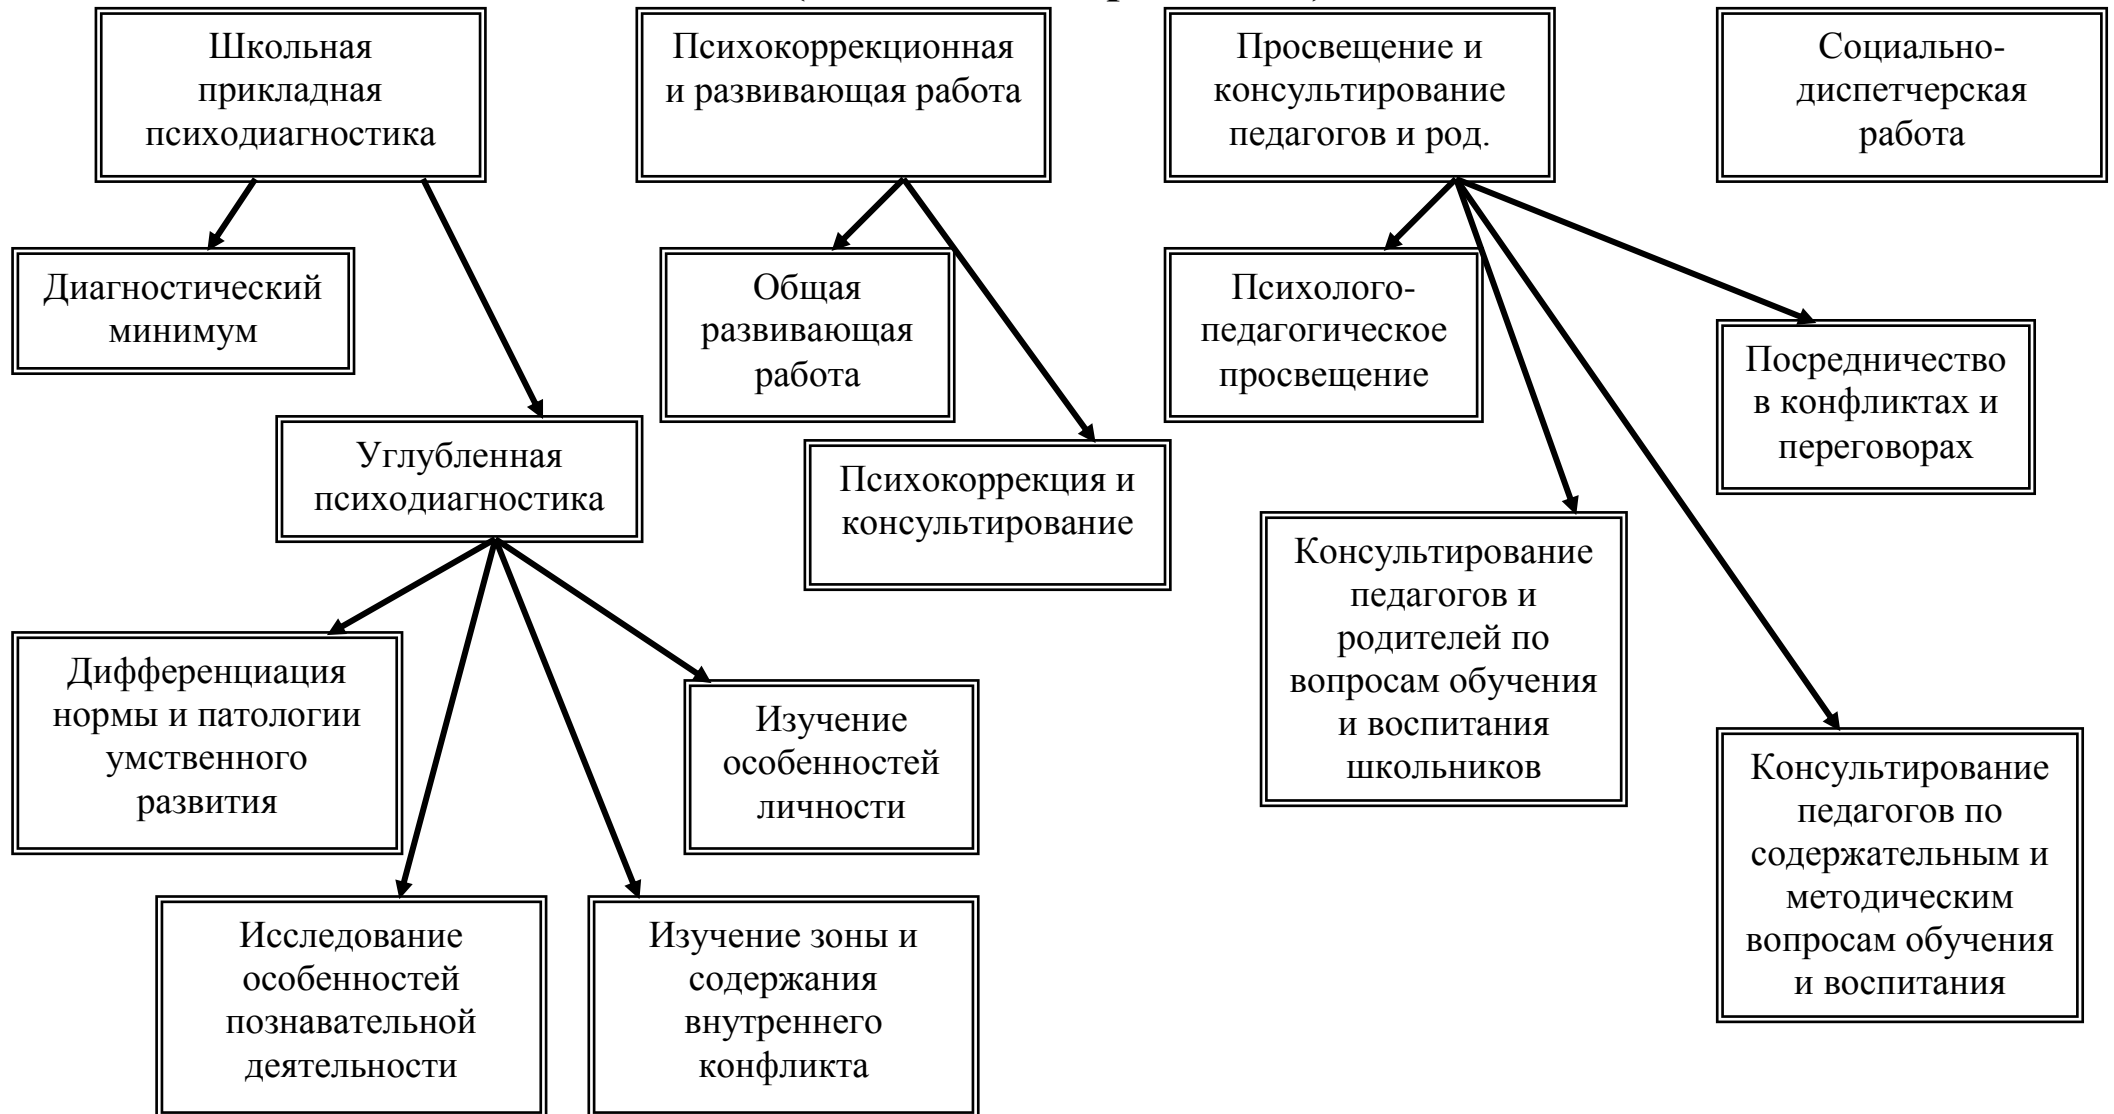 Школьная
прикладная
психодиагностика
Психокоррекционная
и развивающая работа
Просвещение и
консультирование
педагогов и род.
Социально-
диспетчерская
работа
Диагностический
минимум
Общая
развивающая
работа
Психолого-
педагогическое
просвещение
Посредничество
в конфликтах и
переговорах
Углубленная
психодиагностика
Психокоррекция и
консультирование
Консультирование
педагогов и
родителей по
вопросам обучения
и воспитания
школьников
Дифференциация
нормы и патологии
умственного
развития
Изучение
особенностей
личности
Консультирование
педагогов по
содержательным и
методическим
вопросам обучения
и воспитания
Исследование
особенностей
познавательной
деятельности
Изучение зоны и
содержания
внутреннего
конфликта